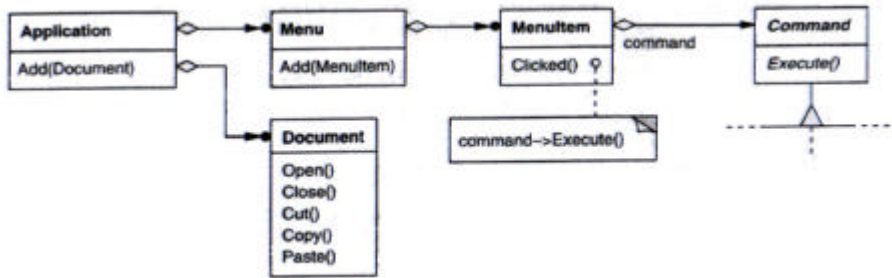 Application
Add(Document)
Menu
Add(MenuItem)
MenuItem
Clicked()
command
Command
Execute()
command->Execute()
Document
Open()
Close()
Cut()
Copy()
Paste()